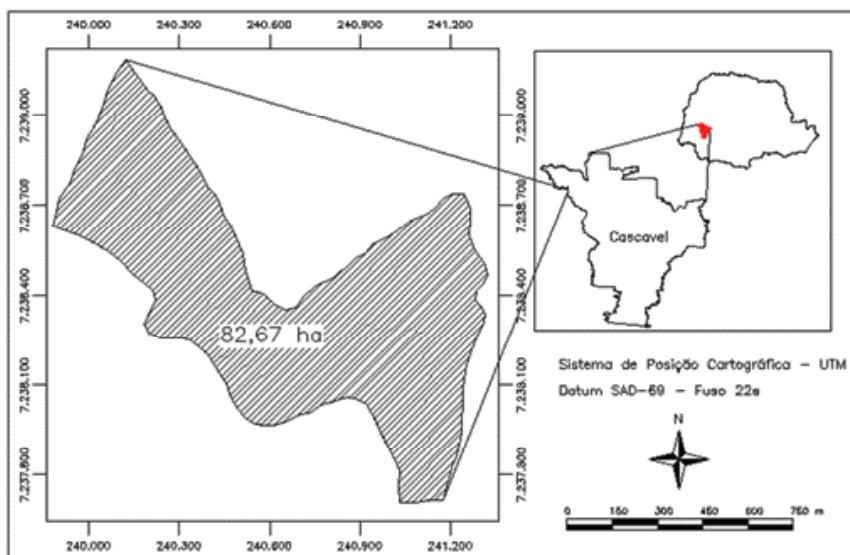 240.000 240.300 240.600 240.900 241.200
7.239.000 7.239.000
7.238.700 7.238.700
7.238.400 7.238.400
7.238.100 7.238.100
7.237.800 7.237.800
82,67 ha
240.000 240.300 240.600 240.900 241.200
Cascavel
Sistema de Posição Cartográfica – UTM
Datum SAD-69 – Fuso 22s
N
0 150 300 450 600 750 m